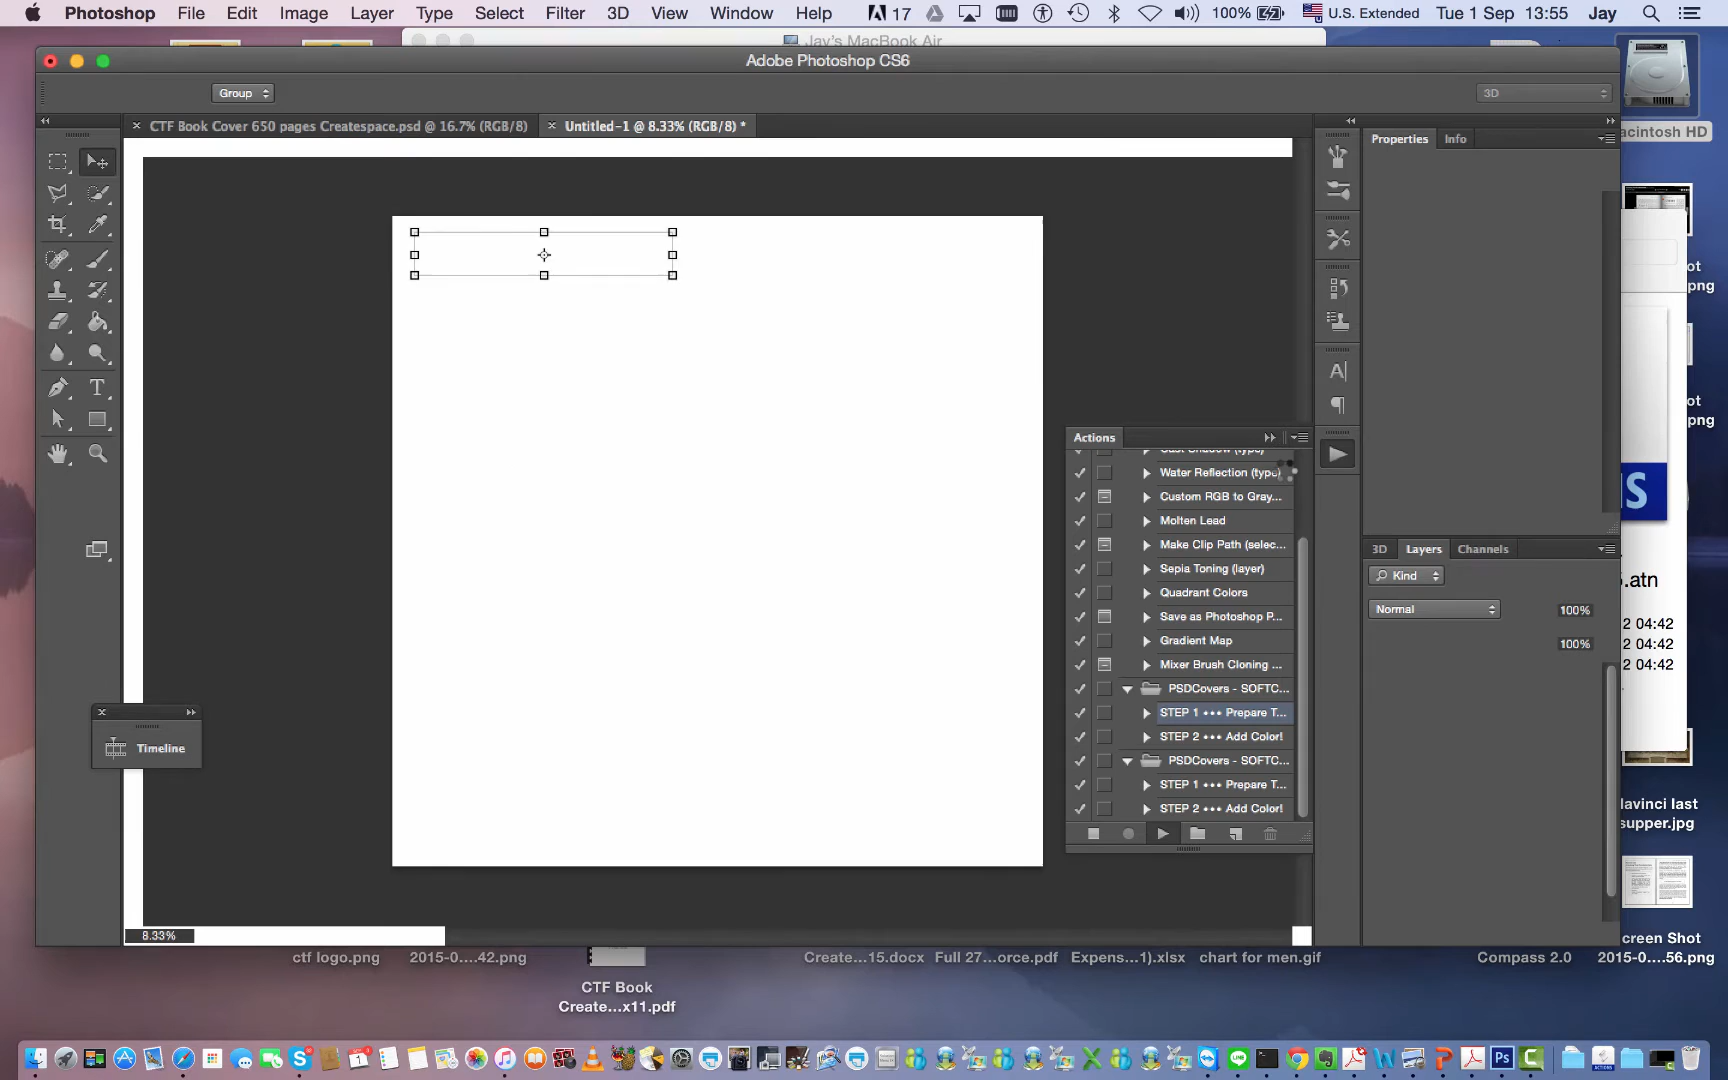 Photoshop File Edit Image Layer Type Select Filter 3D View Window Help 17 100% U.S. Extended Tue 1 Sep 13:55 Jay
Jay's MacBook Air
Adobe Photoshop CS6
Group
3D
CTF Book Cover 650 pages Createspace.psd @ 16.7% (RGB/8)
Untitled-1 @ 8.33% (RGB/8) *
Properties Info
acintosh HD
Actions
Water Reflection (type)
Custom RGB to Gray...
Molten Lead
Make Clip Path (selec...
Sepia Toning (layer)
Quadrant Colors
Save as Photoshop P...
Gradient Map
Mixer Brush Cloning ...
PSDCovers - SOFTC...
STEP 1 ••• Prepare T...
STEP 2 ••• Add Color!
PSDCovers - SOFTC...
STEP 1 ••• Prepare T...
STEP 2 ••• Add Color!
3D Layers Channels
Kind
Normal 100%
100%
Timeline
8.33%
ot
png
ot
png
NS
.atn
2 04:42
2 04:42
2 04:42
davinci last
supper.jpg
creen Shot
2015-0....56.png
ctf logo.png
2015-0....42.png
CTF Book
Create...x11.pdf
Create...15.docx
Full 27...orce.pdf
Expens...1).xlsx
chart for men.gif
Compass 2.0